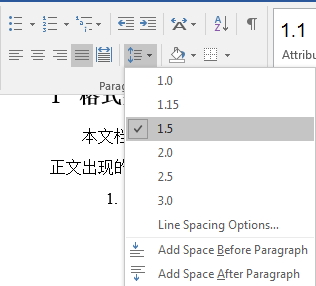 1.1
Attribu
Parag
1 格式
1.0
1.15
本文档
1.5
正文出现的
2.0
2.5
1.
3.0
Line Spacing Options...
Add Space Before Paragraph
Add Space After Paragraph